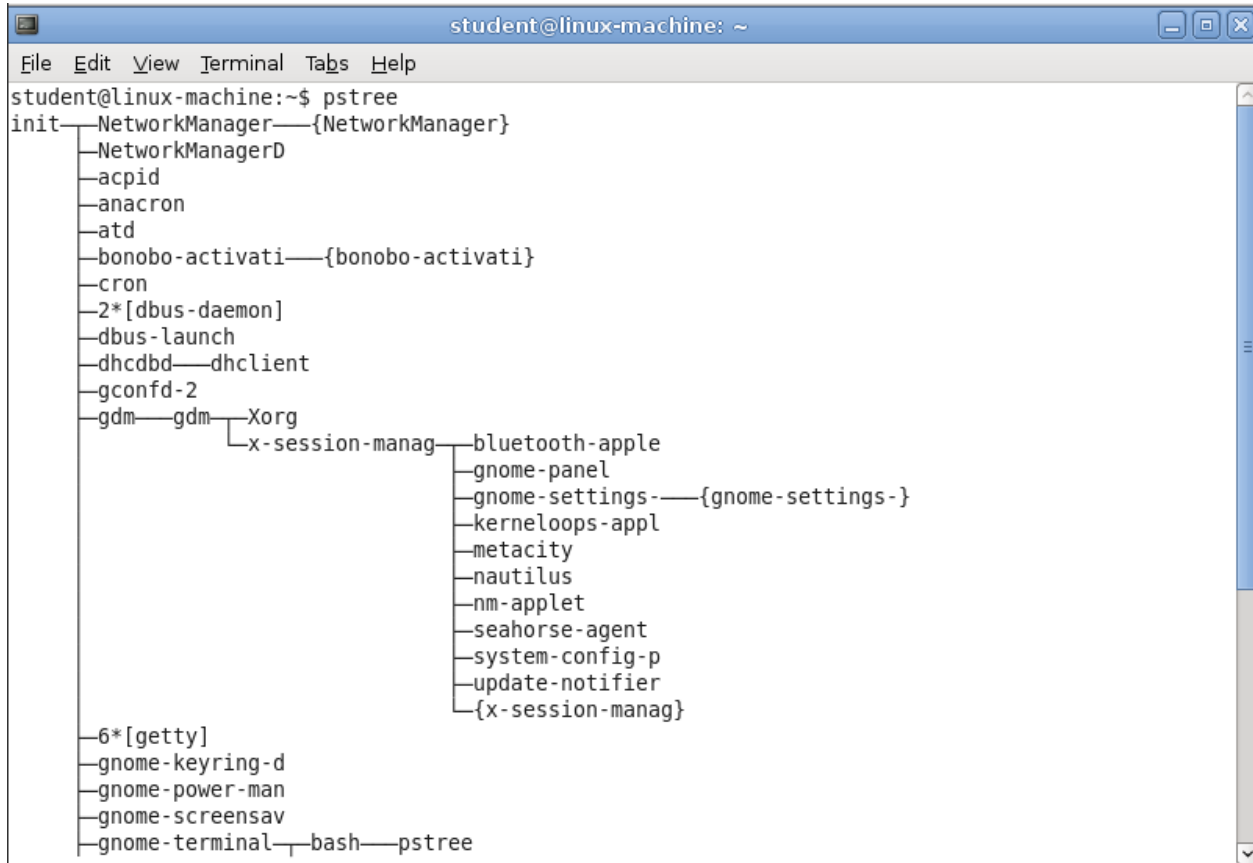 student@linux-machine: ~
File Edit View Terminal Tabs Help
student@linux-machine:~$ pstree
init─┬─NetworkManager───{NetworkManager}
     ├─NetworkManagerD
     ├─acpid
     ├─anacron
     ├─atd
     ├─bonobo-activati───{bonobo-activati}
     ├─cron
     ├─2*[dbus-daemon]
     ├─dbus-launch
     ├─dhcdbd───dhclient
     ├─gconfd-2
     ├─gdm───gdm─┬─Xorg
     │           └─x-session-manag─┬─bluetooth-apple
     │                             ├─gnome-panel
     │                             ├─gnome-settings-───{gnome-settings-}
     │                             ├─kerneloops-appl
     │                             ├─metacity
     │                             ├─nautilus
     │                             ├─nm-applet
     │                             ├─seahorse-agent
     │                             ├─system-config-p
     │                             ├─update-notifier
     │                             └─{x-session-manag}
     ├─6*[getty]
     ├─gnome-keyring-d
     ├─gnome-power-man
     ├─gnome-screensav
     ├─gnome-terminal─┬─bash───pstree